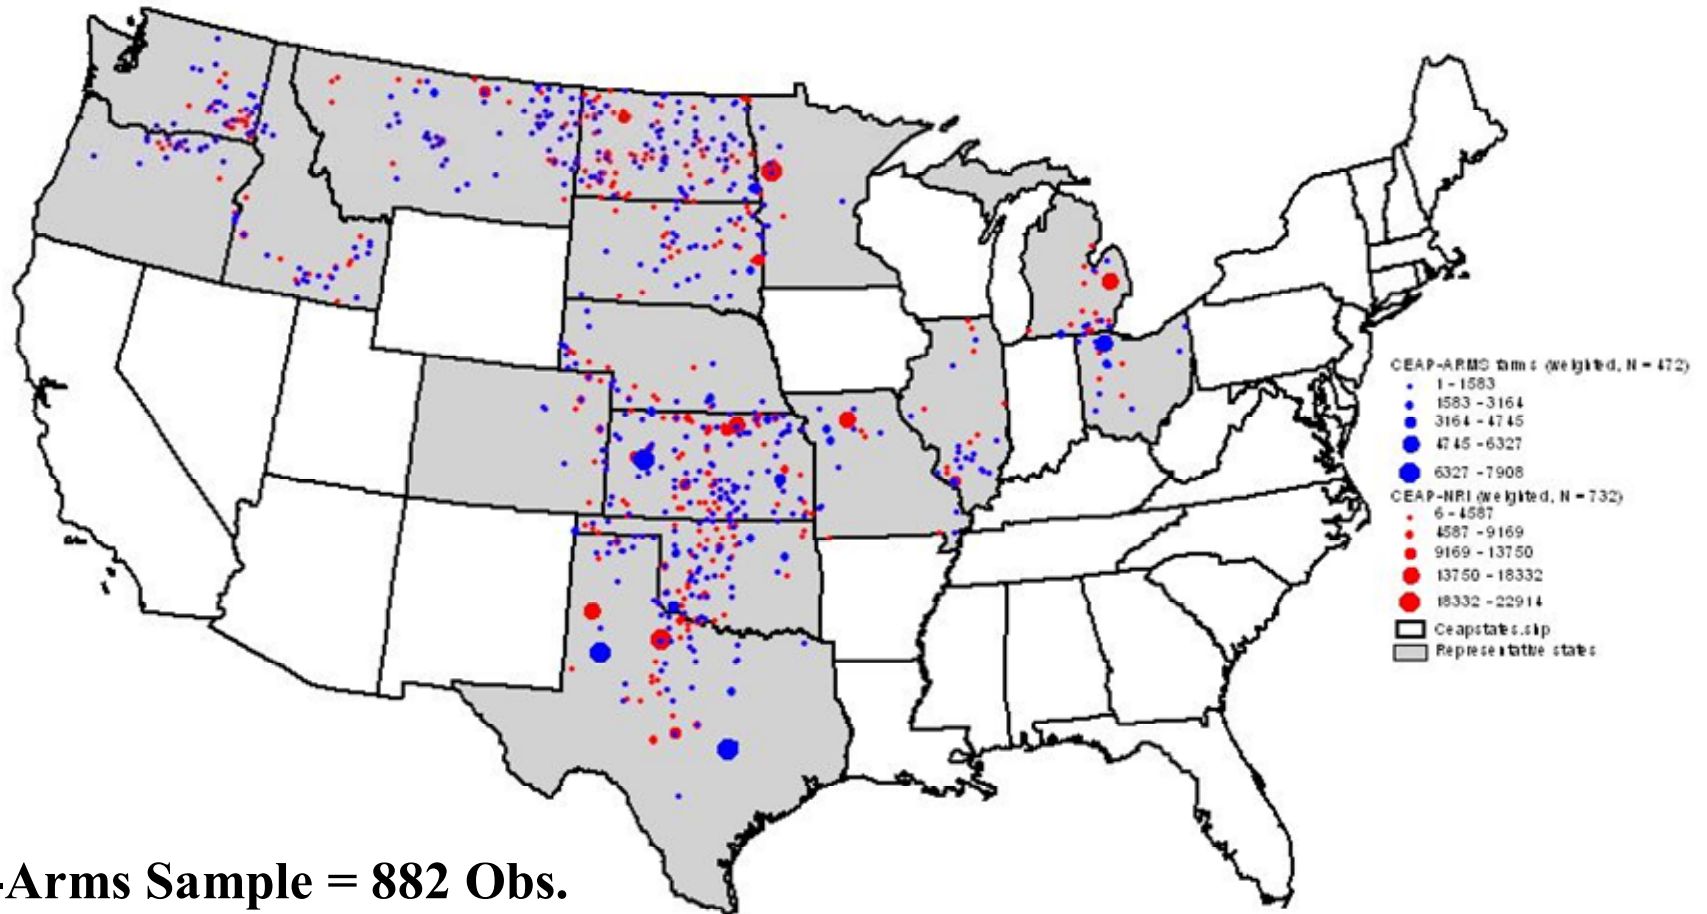 CEAP-ARMS farms (weighted, N = 472)
1 - 1583
1583 - 3164
3164 - 4745
4745 - 6327
6327 - 7908
CEAP-NRI (weighted, N = 732)
6 - 4587
4587 - 9169
9169 - 13750
13750 - 18332
18332 - 22914
Ceapstates.shp
Representative states
-Arms Sample = 882 Obs.